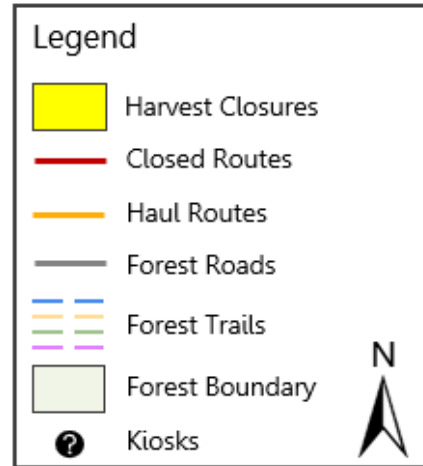 Legend
Harvest Closures
Closed Routes
Haul Routes
Forest Roads
Forest Trails
N
Forest Boundary
? Kiosks